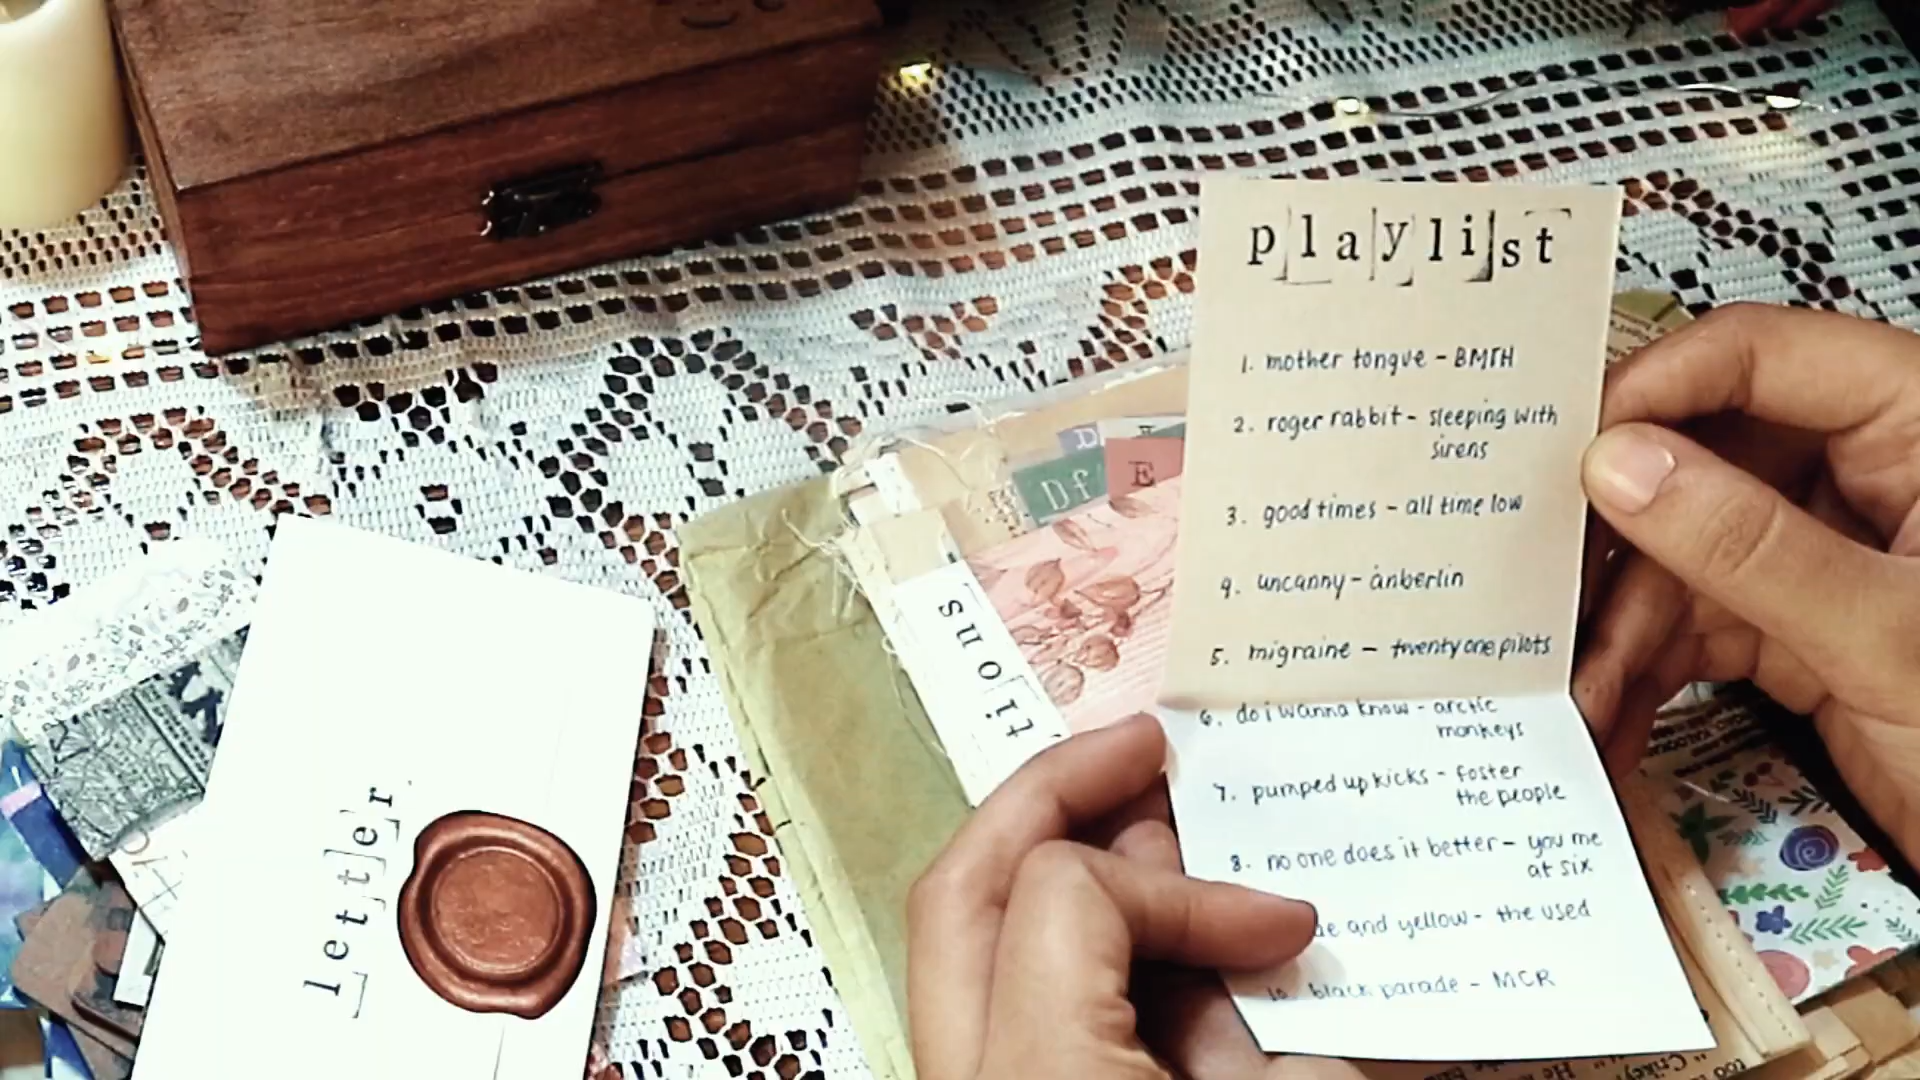 playlist
1. mother tongue - BMTH
2. roger rabbit - sleeping with
sirens
3. good times - all time low
4. uncanny - anberlin
5. migraine - twenty one pilots
6. do i wanna know - arctic
monkeys
7. pumped up kicks - foster
the people
8. no one does it better - you me
at six
and yellow - the used
10. black parade - MCR
letter
tions
Df
E
D